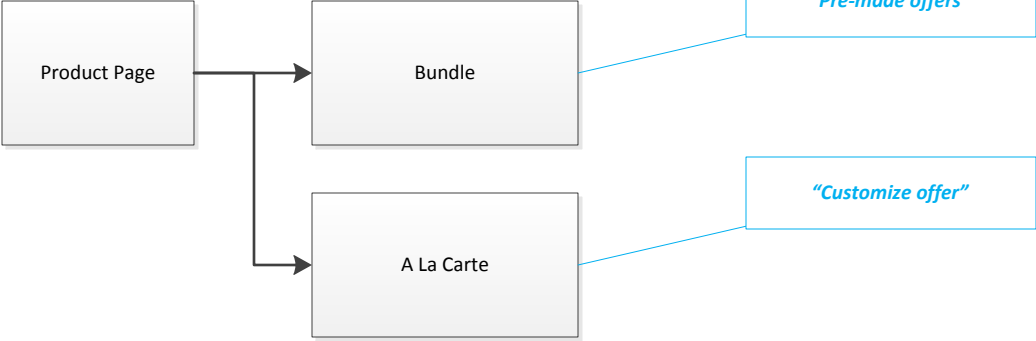 Pre-made offers
Product Page
Bundle
“Customize offer”
A La Carte